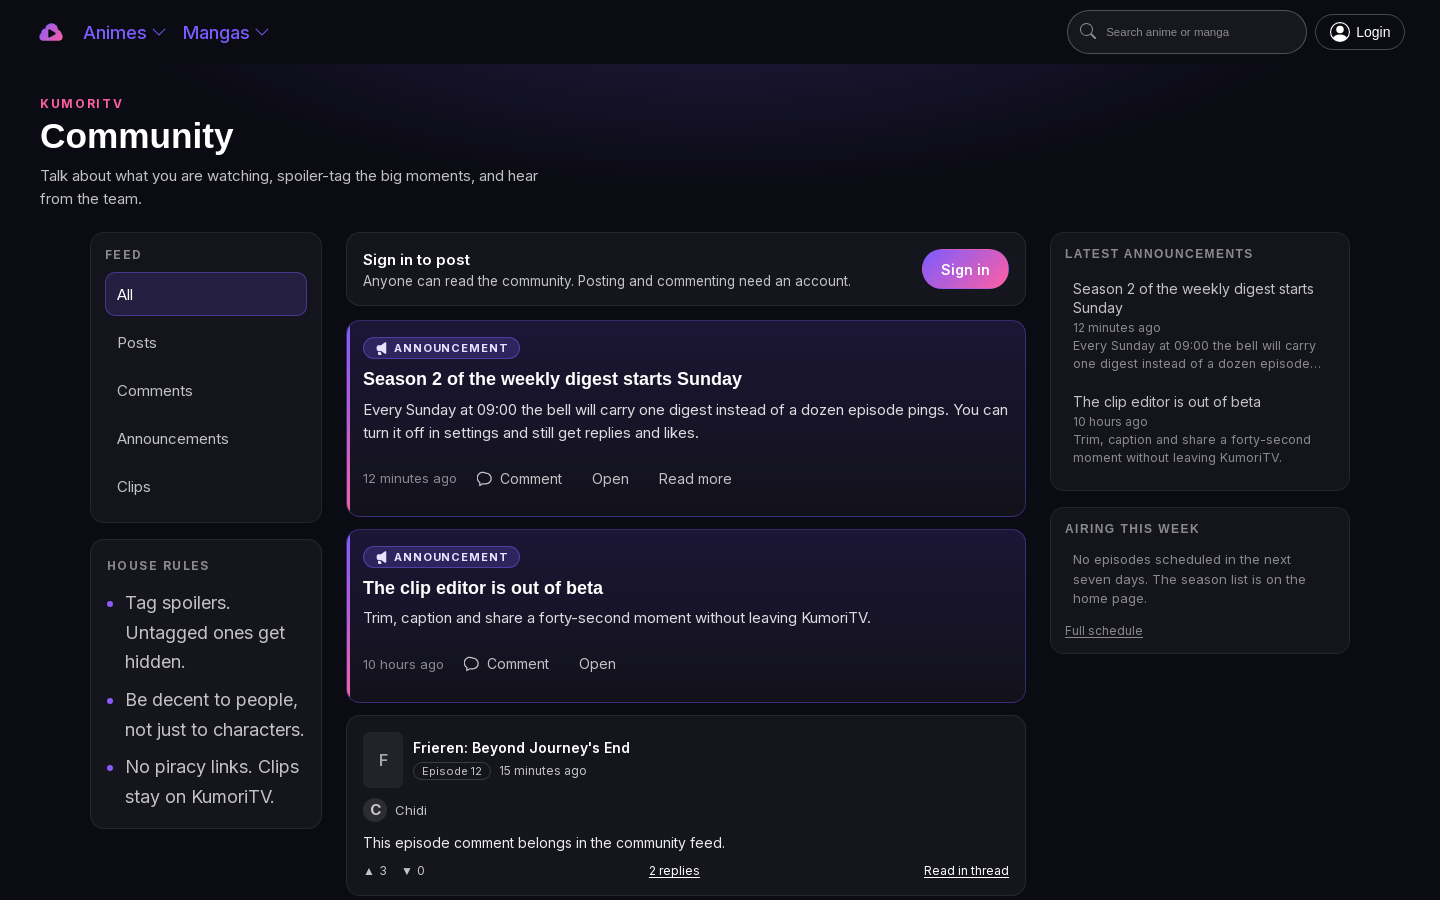 Animes
Mangas
Search anime or manga
Login
KUMORITV
Community
Talk about what you are watching, spoiler-tag the big moments, and hear
from the team.
FEED
All
Posts
Comments
Announcements
Clips
HOUSE RULES
Tag spoilers.
Untagged ones get
hidden.
Be decent to people,
not just to characters.
No piracy links. Clips
stay on KumoriTV.
Sign in to post
Anyone can read the community. Posting and commenting need an account.
Sign in
ANNOUNCEMENT
Season 2 of the weekly digest starts Sunday
Every Sunday at 09:00 the bell will carry one digest instead of a dozen episode pings. You can
turn it off in settings and still get replies and likes.
12 minutes ago Comment Open Read more
ANNOUNCEMENT
The clip editor is out of beta
Trim, caption and share a forty-second moment without leaving KumoriTV.
10 hours ago Comment Open
F
Frieren: Beyond Journey's End
Episode 12 15 minutes ago
C Chidi
This episode comment belongs in the community feed.
▲ 3 ▼ 0 2 replies Read in thread
LATEST ANNOUNCEMENTS
Season 2 of the weekly digest starts
Sunday
12 minutes ago
Every Sunday at 09:00 the bell will carry
one digest instead of a dozen episode…
The clip editor is out of beta
10 hours ago
Trim, caption and share a forty-second
moment without leaving KumoriTV.
AIRING THIS WEEK
No episodes scheduled in the next
seven days. The season list is on the
home page.
Full schedule